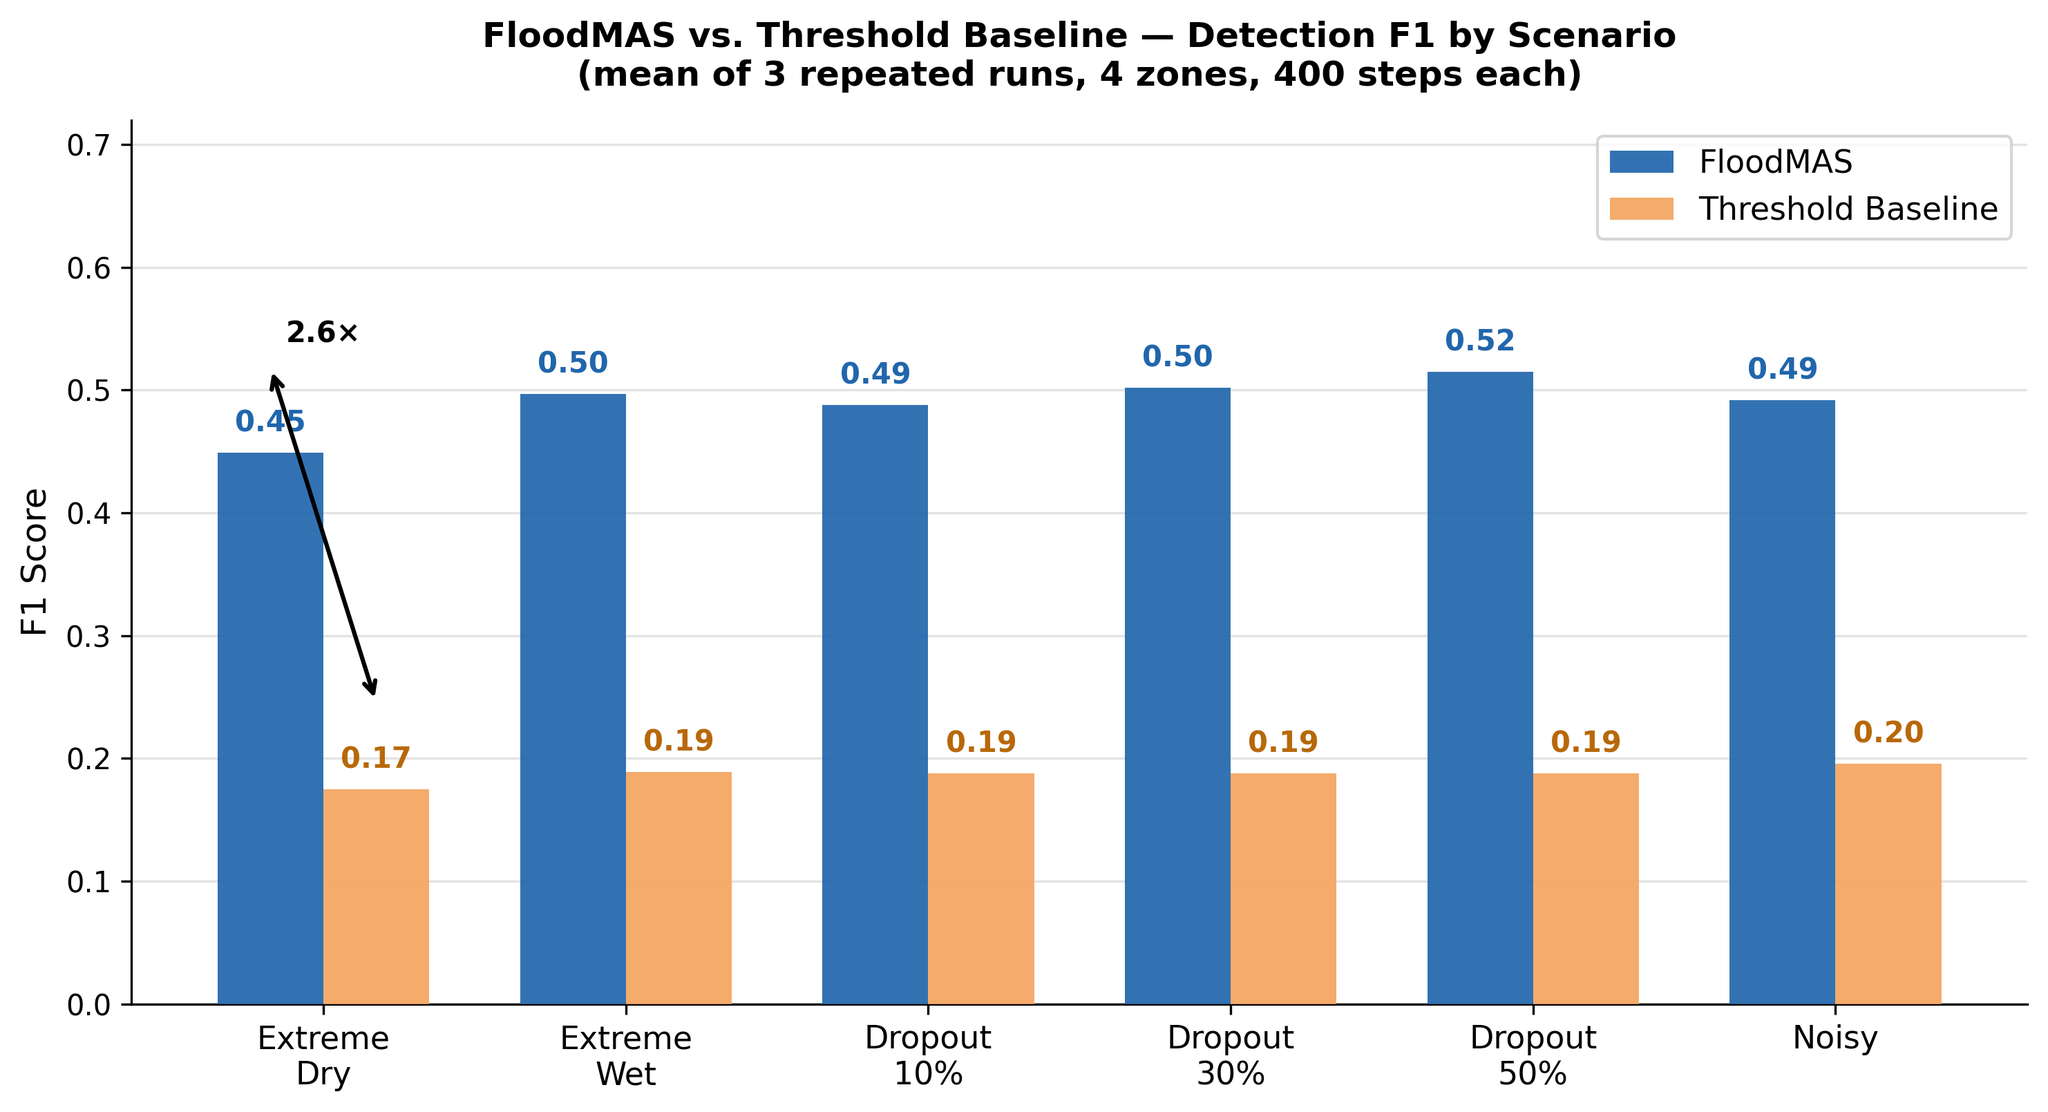 FloodMAS vs. Threshold Baseline — Detection F1 by Scenario
(mean of 3 repeated runs, 4 zones, 400 steps each)
FloodMAS
Threshold Baseline
F1 Score
0.7
0.6
0.5
0.4
0.3
0.2
0.1
0.0
2.6×
0.45
0.17
0.50
0.19
0.49
0.19
0.50
0.19
0.52
0.19
0.49
0.20
Extreme
Dry
Extreme
Wet
Dropout
10%
Dropout
30%
Dropout
50%
Noisy